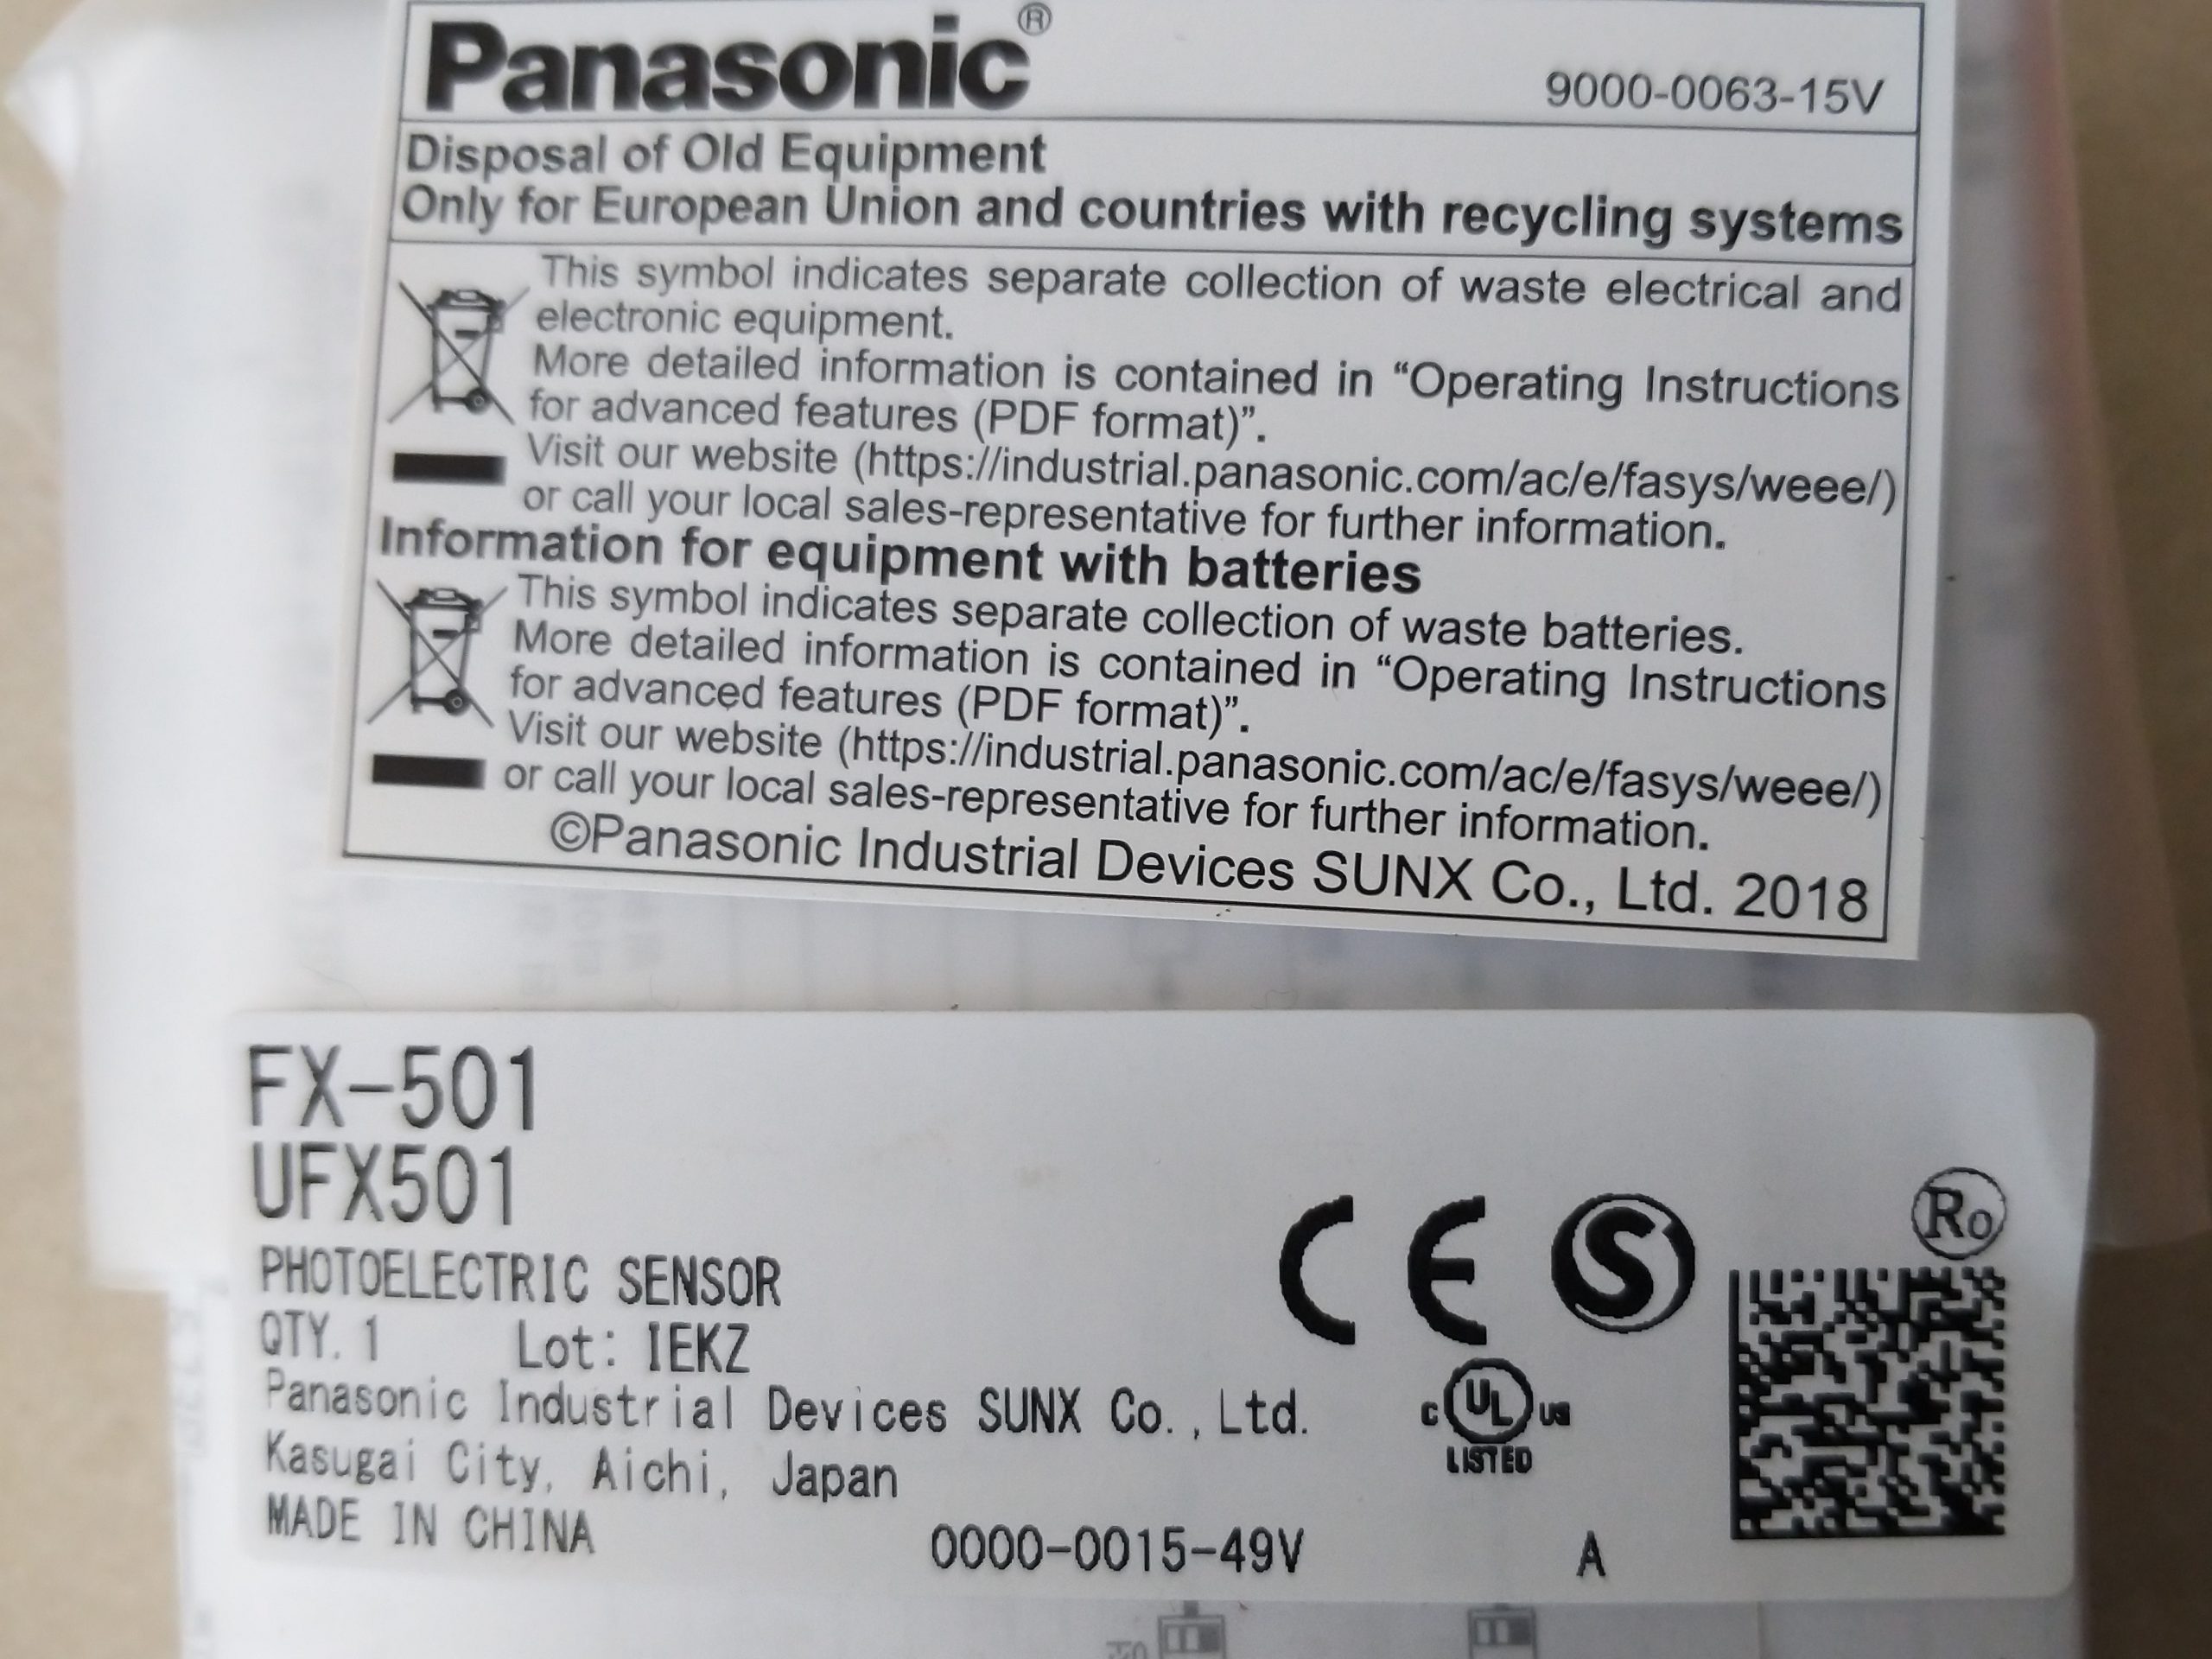 Panasonic®
9000-0063-15V
Disposal of Old Equipment
Only for European Union and countries with recycling systems
This symbol indicates separate collection of waste electrical and
electronic equipment.
More detailed information is contained in “Operating Instructions
for advanced features (PDF format)”.
Visit our website (https://industrial.panasonic.com/ac/e/fasys/weee/)
or call your local sales-representative for further information.
Information for equipment with batteries
This symbol indicates separate collection of waste batteries.
More detailed information is contained in “Operating Instructions
for advanced features (PDF format)”.
Visit our website (https://industrial.panasonic.com/ac/e/fasys/weee/)
or call your local sales-representative for further information.
©Panasonic Industrial Devices SUNX Co., Ltd. 2018
FX-501
UFX501
PHOTOELECTRIC SENSOR
QTY. 1 Lot: IEKZ
Panasonic Industrial Devices SUNX Co.,Ltd.
Kasugai City, Aichi, Japan
MADE IN CHINA
0000-0015-49V
A
CE
S
Ro
c UL us
LISTED